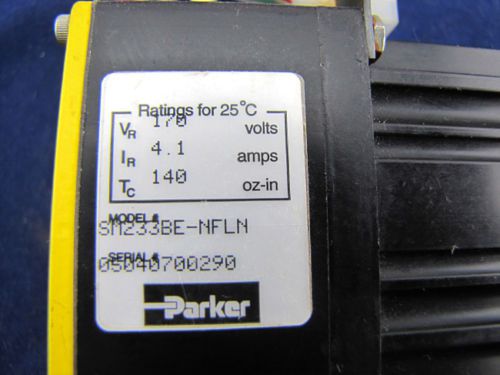 Ratings for 25°C
VR 170 volts
IR 4.1 amps
TC 140 oz-in
MODEL#
SM233BE-NFLN
SERIAL#
05040700290
Parker